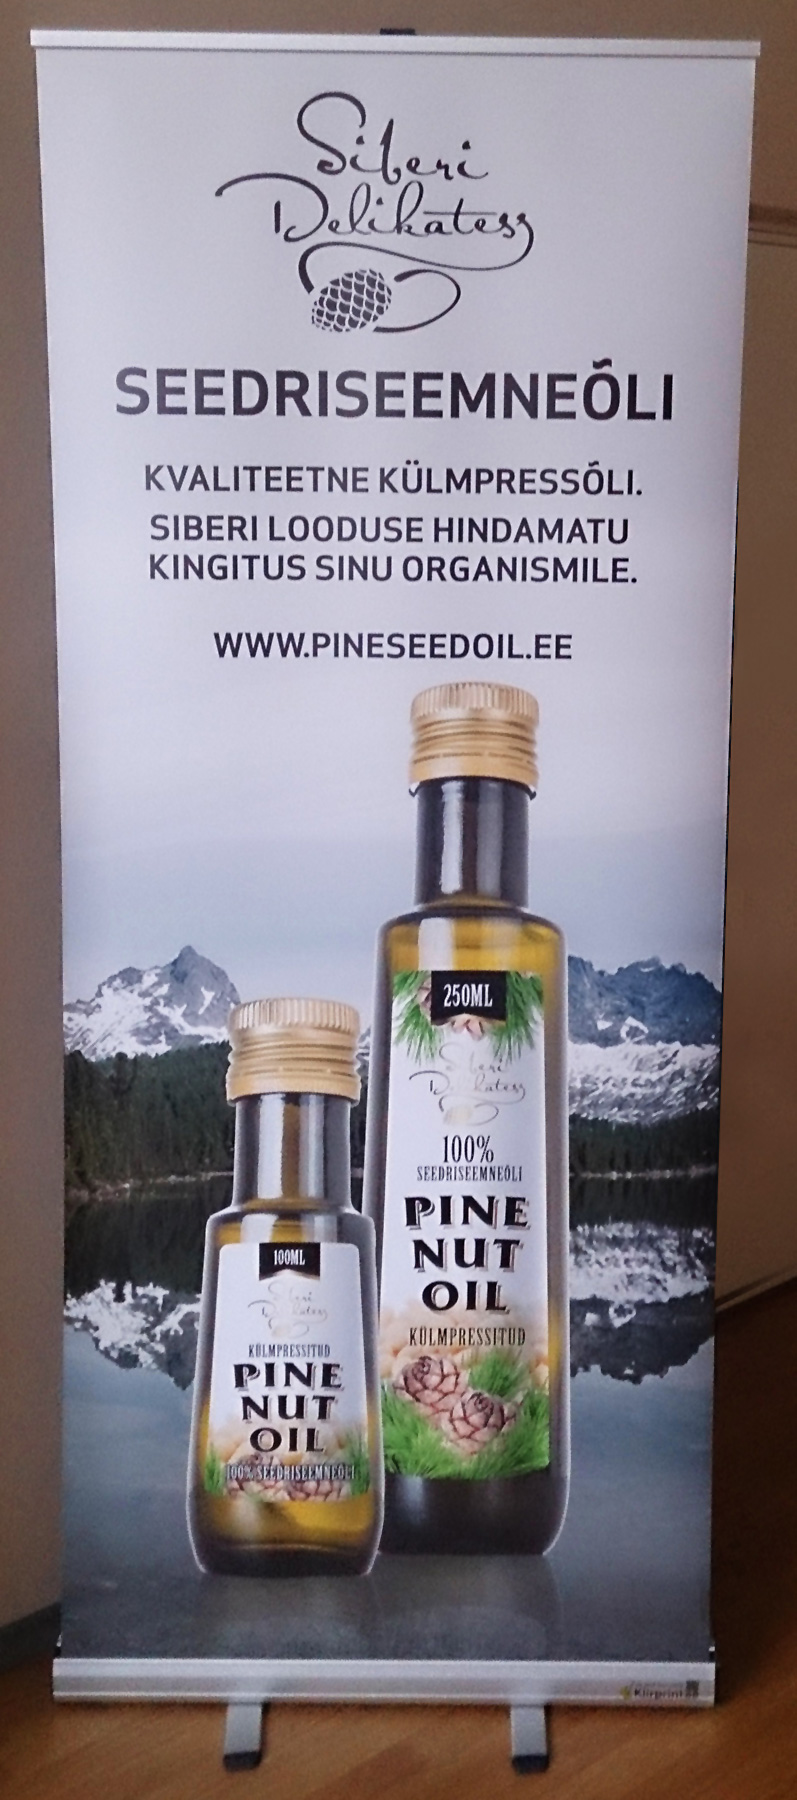 Siberi
Delikatess
SEEDRISEEMNEÕLI
KVALITEETNE KÜLMPRESSÕLI.
SIBERI LOODUSE HINDAMATU
KINGITUS SINU ORGANISMILE.
WWW.PINESEEDOIL.EE
250ML
Siberi
Delikatess
100%
SEEDRISEEMNEÕLI
PINE
NUT
OIL
KÜLMPRESSITUD
100ML
Siberi
Delikatess
KÜLMPRESSITUD
PINE
NUT
OIL
100% SEEDRISEEMNEÕLI